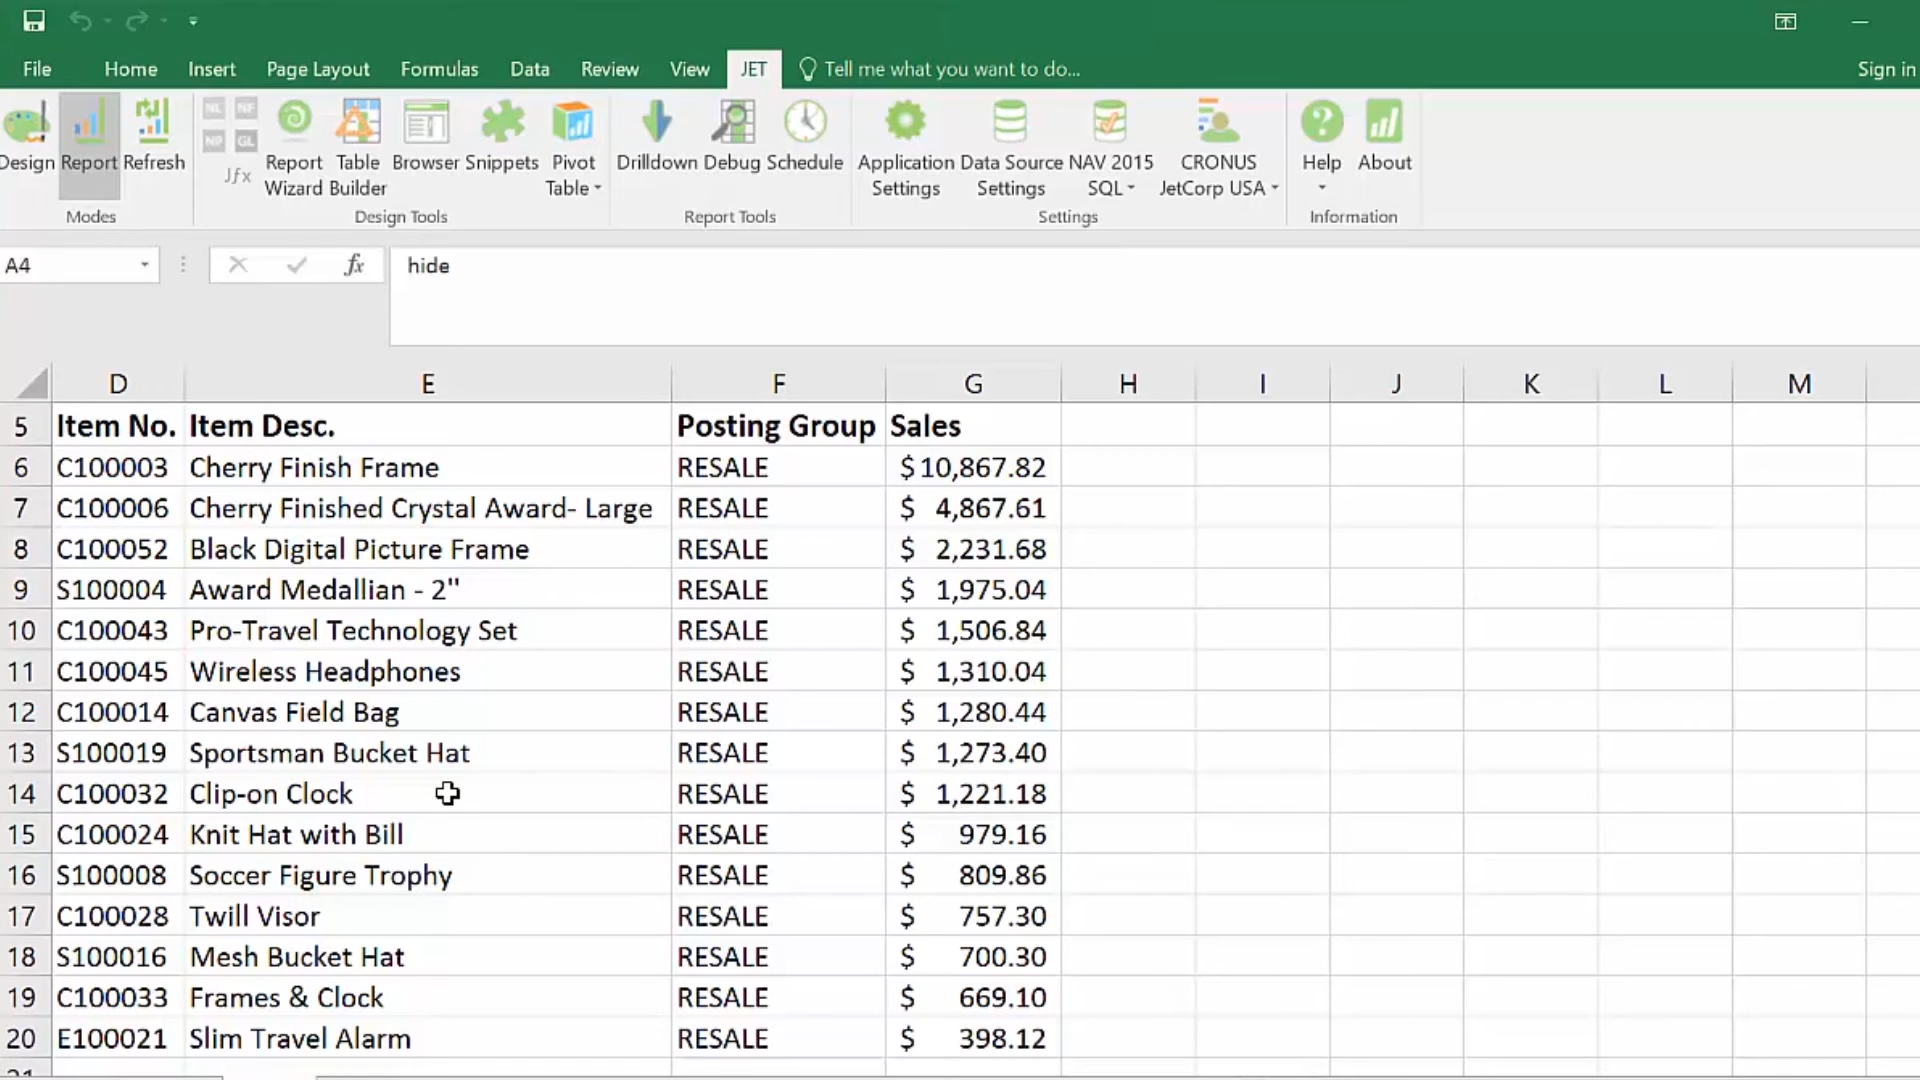 File Home Insert Page Layout Formulas Data Review View JET Tell me what you want to do... Sign in
NL NF
NP GL
Jfx
Design Report Refresh
Report Wizard
Table Builder
Browser Snippets
Pivot Table
Drilldown Debug Schedule
Application Settings
Data Source Settings
NAV 2015 SQL
CRONUS JetCorp USA
Help About
Modes Design Tools Report Tools Settings Information
A4 fx hide
D E F G H I J K L M
5 Item No. Item Desc. Posting Group Sales
6 C100003 Cherry Finish Frame RESALE $10,867.82
7 C100006 Cherry Finished Crystal Award- Large RESALE $ 4,867.61
8 C100052 Black Digital Picture Frame RESALE $ 2,231.68
9 S100004 Award Medallian - 2" RESALE $ 1,975.04
10 C100043 Pro-Travel Technology Set RESALE $ 1,506.84
11 C100045 Wireless Headphones RESALE $ 1,310.04
12 C100014 Canvas Field Bag RESALE $ 1,280.44
13 S100019 Sportsman Bucket Hat RESALE $ 1,273.40
14 C100032 Clip-on Clock RESALE $ 1,221.18
15 C100024 Knit Hat with Bill RESALE $ 979.16
16 S100008 Soccer Figure Trophy RESALE $ 809.86
17 C100028 Twill Visor RESALE $ 757.30
18 S100016 Mesh Bucket Hat RESALE $ 700.30
19 C100033 Frames & Clock RESALE $ 669.10
20 E100021 Slim Travel Alarm RESALE $ 398.12